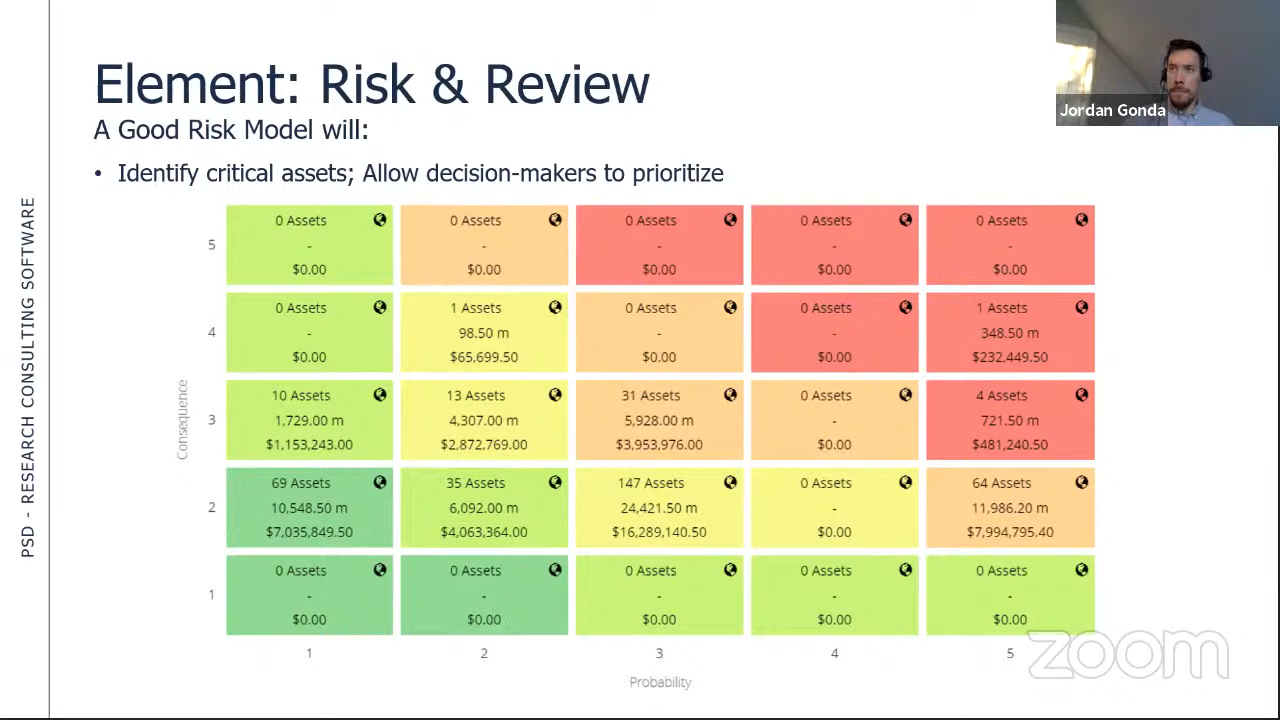 Element: Risk & Review
A Good Risk Model will:
• Identify critical assets; Allow decision-makers to prioritize
Jordan Gonda
PSD - RESEARCH CONSULTING SOFTWARE
Consequence
5
0 Assets
-
$0.00
0 Assets
-
$0.00
0 Assets
-
$0.00
0 Assets
-
$0.00
0 Assets
-
$0.00
4
0 Assets
-
$0.00
1 Assets
98.50 m
$65,699.50
0 Assets
-
$0.00
0 Assets
-
$0.00
1 Assets
348.50 m
$232,449.50
3
10 Assets
1,729.00 m
$1,153,243.00
13 Assets
4,307.00 m
$2,872,769.00
31 Assets
5,928.00 m
$3,953,976.00
0 Assets
-
$0.00
4 Assets
721.50 m
$481,240.50
2
69 Assets
10,548.50 m
$7,035,849.50
35 Assets
6,092.00 m
$4,063,364.00
147 Assets
24,421.50 m
$16,289,140.50
0 Assets
-
$0.00
64 Assets
11,986.20 m
$7,994,795.40
1
0 Assets
-
$0.00
0 Assets
-
$0.00
0 Assets
-
$0.00
0 Assets
-
$0.00
0 Assets
-
$0.00
1 2 3 4 5
Probability
zoom